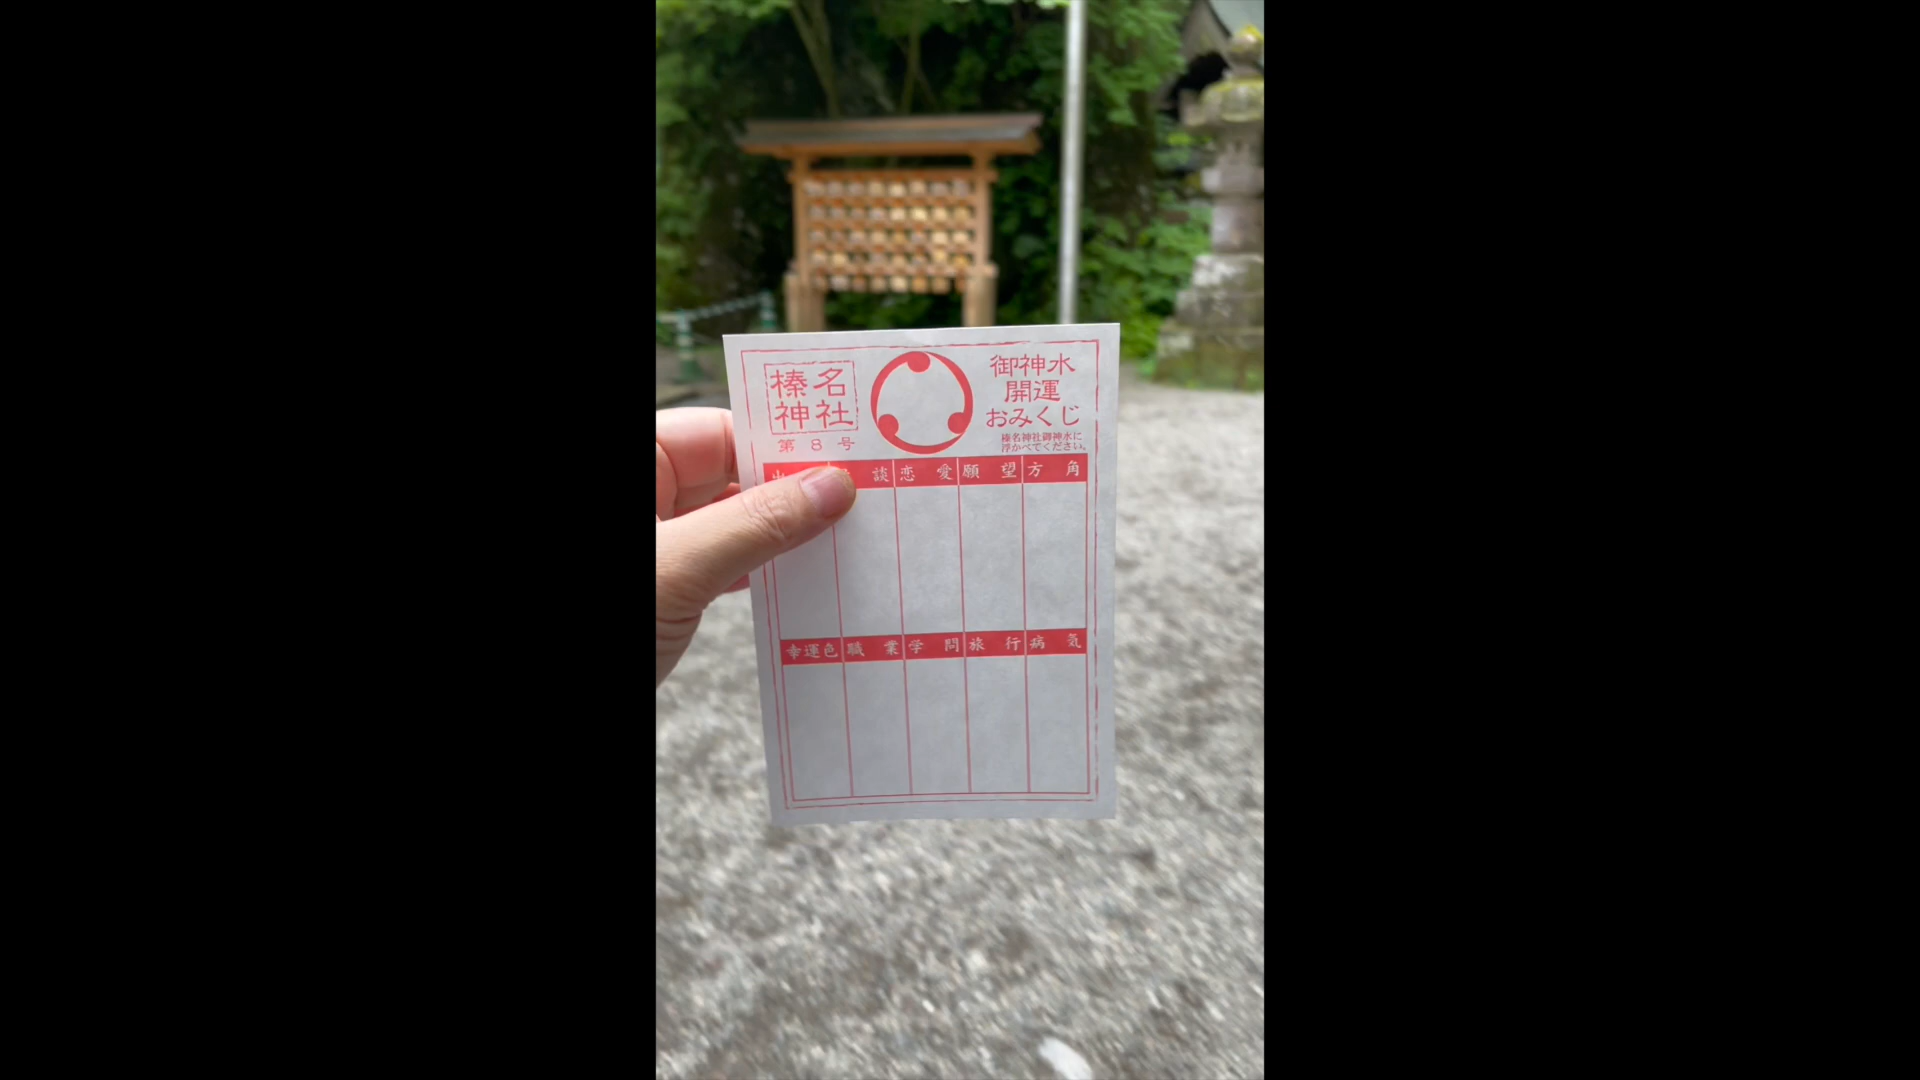 榛名
神社
第8号
御神水
開運
おみくじ
榛名神社御神水に
浮かべてください。
談 恋愛 願望 方角
幸運色 職業 学問 旅行 病気